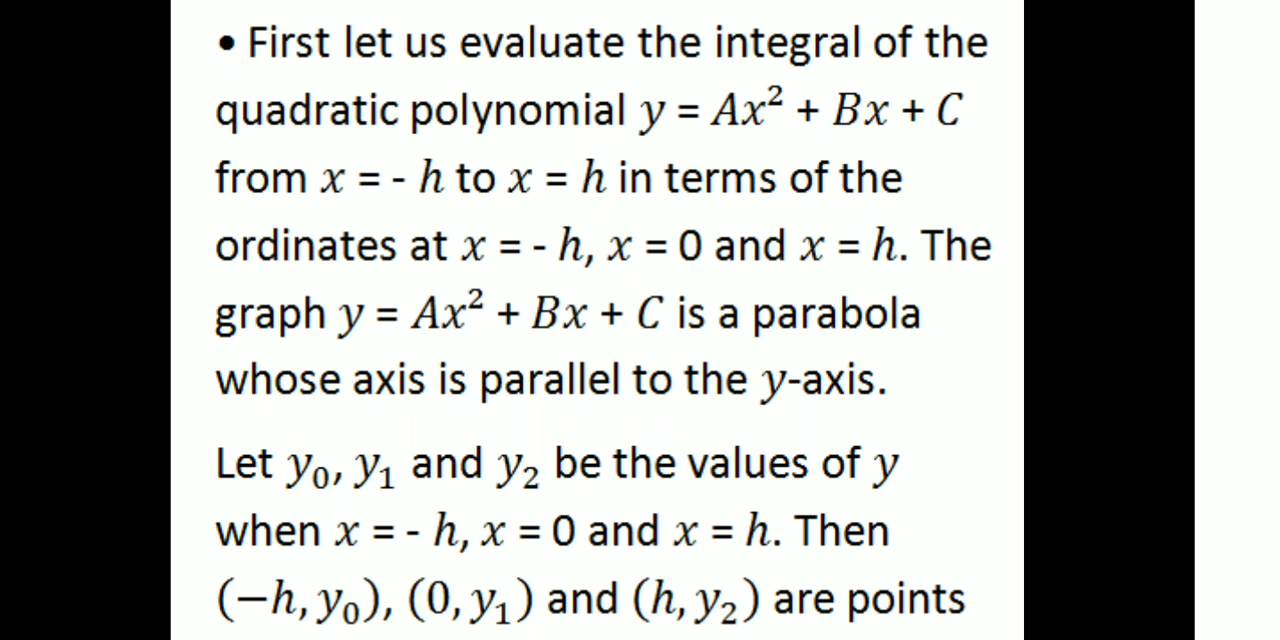 • First let us evaluate the integral of the
quadratic polynomial y = Ax² + Bx + C
from x = - h to x = h in terms of the
ordinates at x = - h, x = 0 and x = h. The
graph y = Ax² + Bx + C is a parabola
whose axis is parallel to the y-axis.
Let y₀, y₁ and y₂ be the values of y
when x = - h, x = 0 and x = h. Then
(−h, y₀), (0, y₁) and (h, y₂) are points